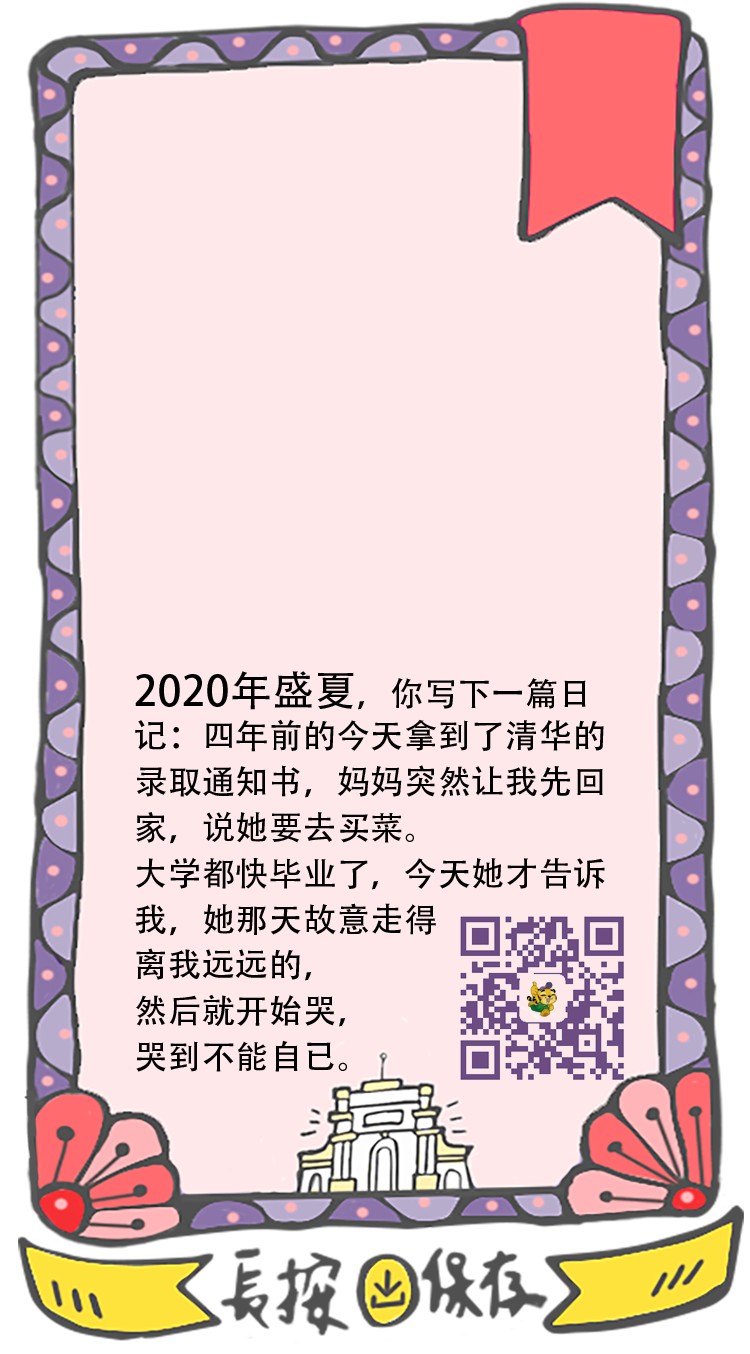 2020年盛夏，你写下一篇日
记：四年前的今天拿到了清华的
录取通知书，妈妈突然让我先回
家，说她要去买菜。
大学都快毕业了，今天她才告诉
我，她那天故意走得
离我远远的，
然后就开始哭，
哭到不能自已。
長按保存